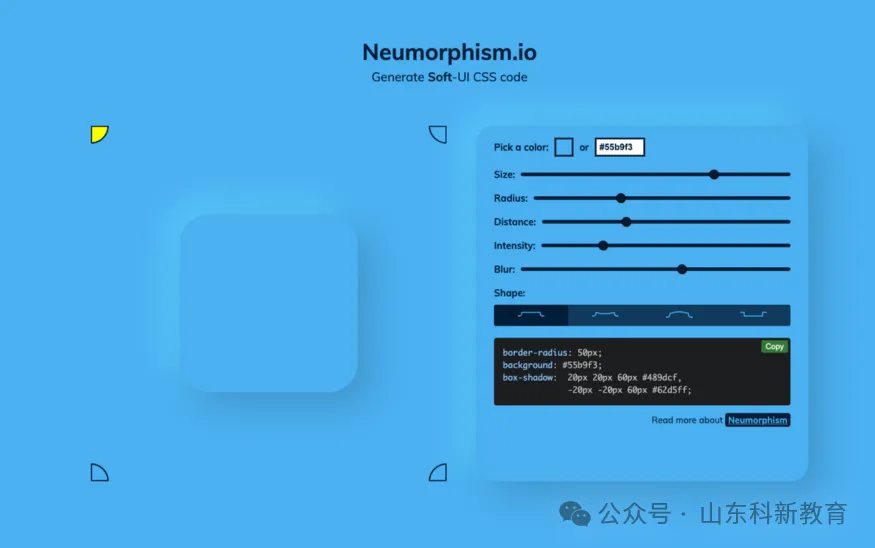 Neumorphism.io
Generate Soft-UI CSS code
Pick a color: or #55b9f3
Size:
Radius:
Distance:
Intensity:
Blur:
Shape:
Copy
border-radius: 50px;
background: #55b9f3;
box-shadow: 20px 20px 60px #489dcf,
-20px -20px 60px #62d5ff;
Read more about Neumorphism
公众号 · 山东科新教育